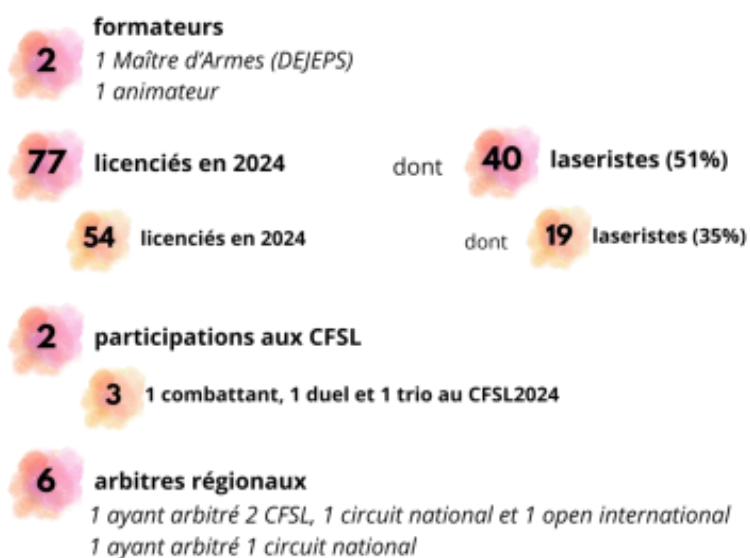 2 formateurs
1 Maître d'Armes (DEJEPS)
1 animateur
77 licenciés en 2024 dont 40 laseristes (51%)
54 licenciés en 2024 dont 19 laseristes (35%)
2 participations aux CFSL
3 1 combattant, 1 duel et 1 trio au CFSL2024
6 arbitres régionaux
1 ayant arbitré 2 CFSL, 1 circuit national et 1 open international
1 ayant arbitré 1 circuit national